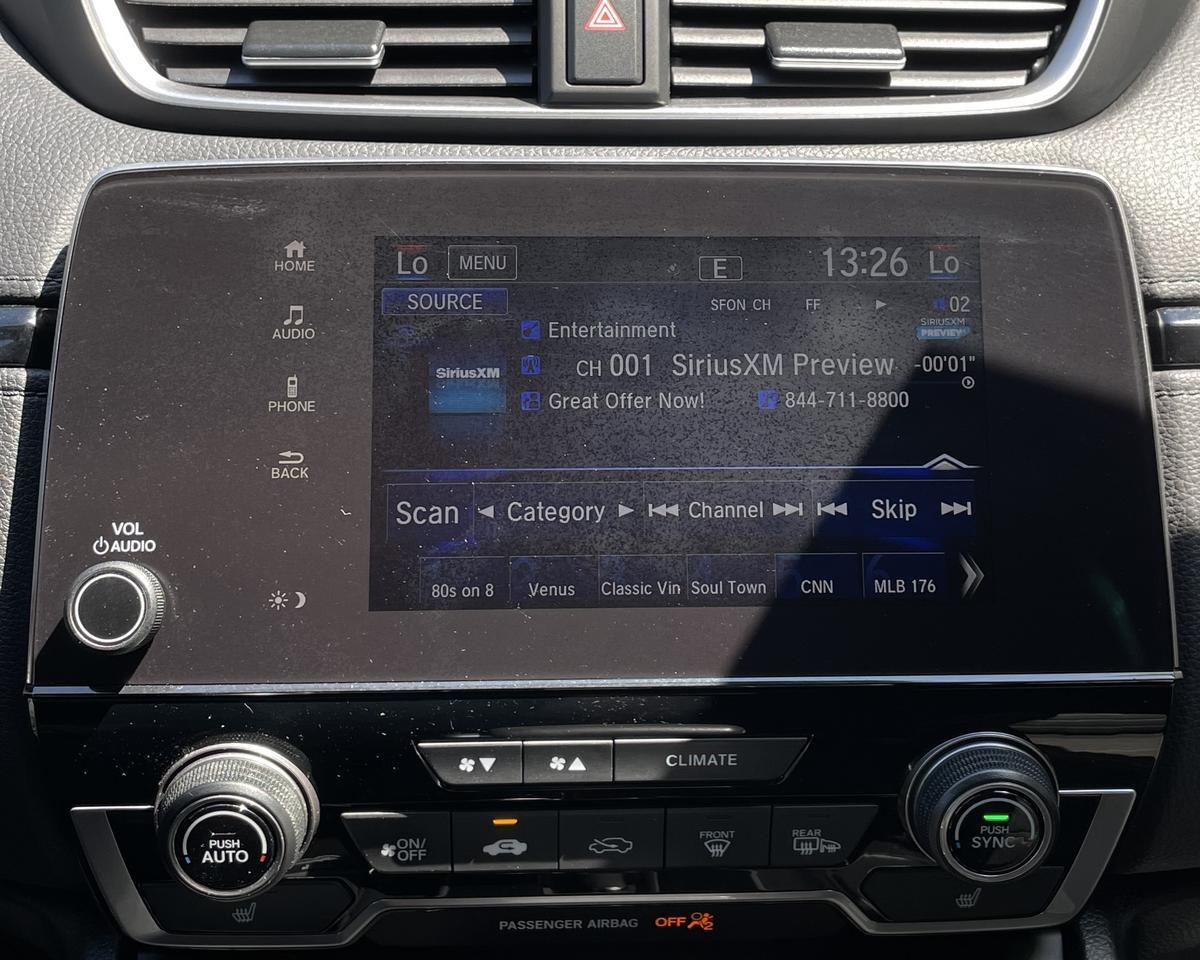 HOME
AUDIO
PHONE
BACK
VOL
AUDIO
Lo MENU E 13:26 Lo
SOURCE SFON CH FF 02
Entertainment SIRIUSXM PREVIEW
SiriusXM CH 001 SiriusXM Preview -00'01"
Great Offer Now! 844-711-8800
Scan Category Channel Skip
80s on 8 Venus Classic Vin Soul Town CNN MLB 176
CLIMATE
PUSH
AUTO
ON/
OFF
FRONT
REAR
PUSH
SYNC
PASSENGER AIRBAG OFF 2